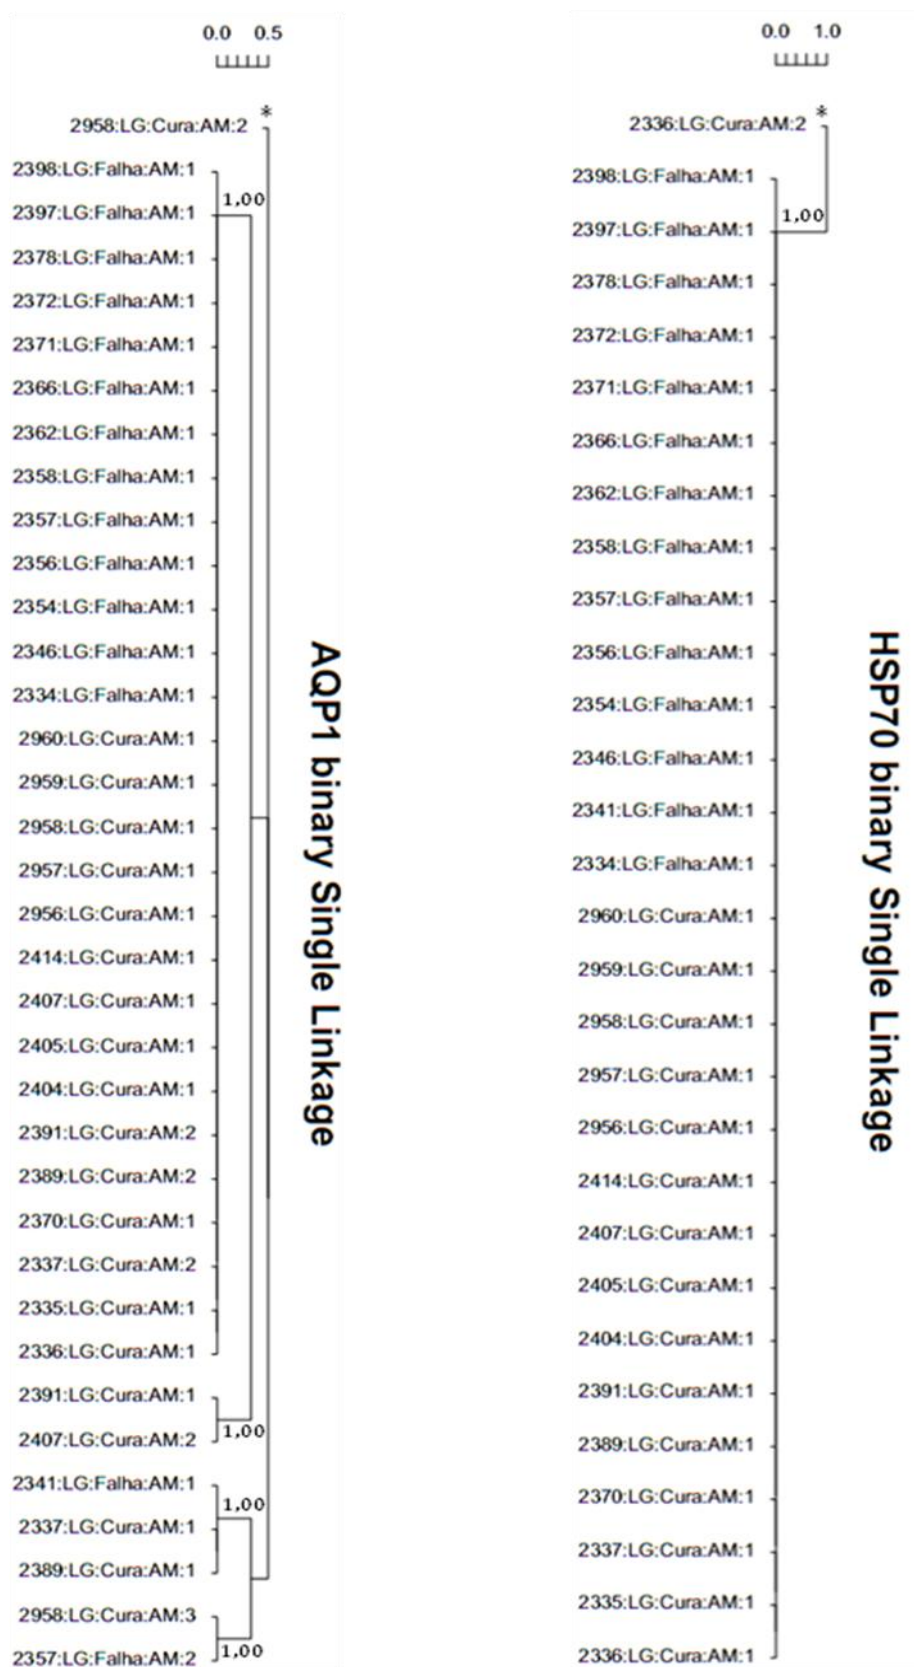 0.0 0.5
*
2958:LG:Cura:AM:2
2398:LG:Falha:AM:1
1,00
2397:LG:Falha:AM:1
2378:LG:Falha:AM:1
2372:LG:Falha:AM:1
2371:LG:Falha:AM:1
2366:LG:Falha:AM:1
2362:LG:Falha:AM:1
2358:LG:Falha:AM:1
2357:LG:Falha:AM:1
2356:LG:Falha:AM:1
2354:LG:Falha:AM:1
2346:LG:Falha:AM:1
2334:LG:Falha:AM:1
2960:LG:Cura:AM:1
2959:LG:Cura:AM:1
2958:LG:Cura:AM:1
2957:LG:Cura:AM:1
2956:LG:Cura:AM:1
2414:LG:Cura:AM:1
2407:LG:Cura:AM:1
2405:LG:Cura:AM:1
2404:LG:Cura:AM:1
2391:LG:Cura:AM:2
2389:LG:Cura:AM:2
2370:LG:Cura:AM:1
2337:LG:Cura:AM:2
2335:LG:Cura:AM:1
2336:LG:Cura:AM:1
2391:LG:Cura:AM:1
1,00
2407:LG:Cura:AM:2
2341:LG:Falha:AM:1
1,00
2337:LG:Cura:AM:1
2389:LG:Cura:AM:1
2958:LG:Cura:AM:3
1,00
2357:LG:Falha:AM:2
AQP1 binary Single Linkage
0.0 1.0
*
2336:LG:Cura:AM:2
2398:LG:Falha:AM:1
1,00
2397:LG:Falha:AM:1
2378:LG:Falha:AM:1
2372:LG:Falha:AM:1
2371:LG:Falha:AM:1
2366:LG:Falha:AM:1
2362:LG:Falha:AM:1
2358:LG:Falha:AM:1
2357:LG:Falha:AM:1
2356:LG:Falha:AM:1
2354:LG:Falha:AM:1
2346:LG:Falha:AM:1
2341:LG:Falha:AM:1
2334:LG:Falha:AM:1
2960:LG:Cura:AM:1
2959:LG:Cura:AM:1
2958:LG:Cura:AM:1
2957:LG:Cura:AM:1
2956:LG:Cura:AM:1
2414:LG:Cura:AM:1
2407:LG:Cura:AM:1
2405:LG:Cura:AM:1
2404:LG:Cura:AM:1
2391:LG:Cura:AM:1
2389:LG:Cura:AM:1
2370:LG:Cura:AM:1
2337:LG:Cura:AM:1
2335:LG:Cura:AM:1
2336:LG:Cura:AM:1
HSP70 binary Single Linkage